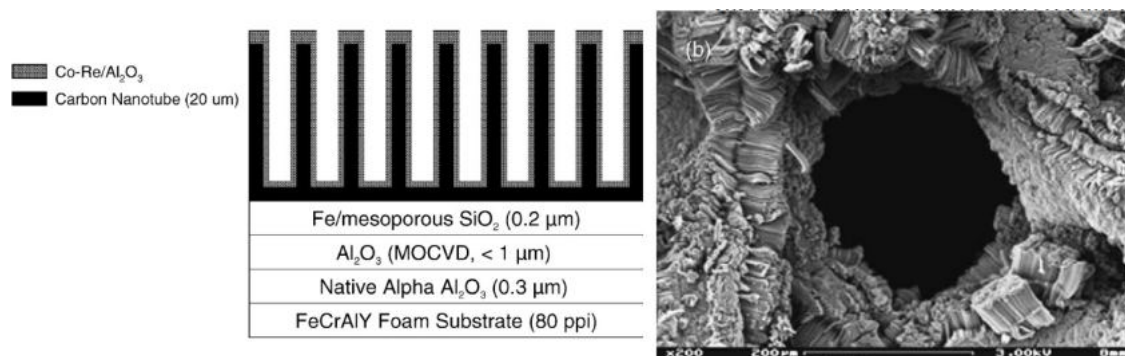 Co-Re/Al₂O₃
Carbon Nanotube (20 um)
Fe/mesoporous SiO₂ (0.2 µm)
Al₂O₃ (MOCVD, < 1 µm)
Native Alpha Al₂O₃ (0.3 µm)
FeCrAlY Foam Substrate (80 ppi)
(b)
x200 200µm 3.00kV 8mm